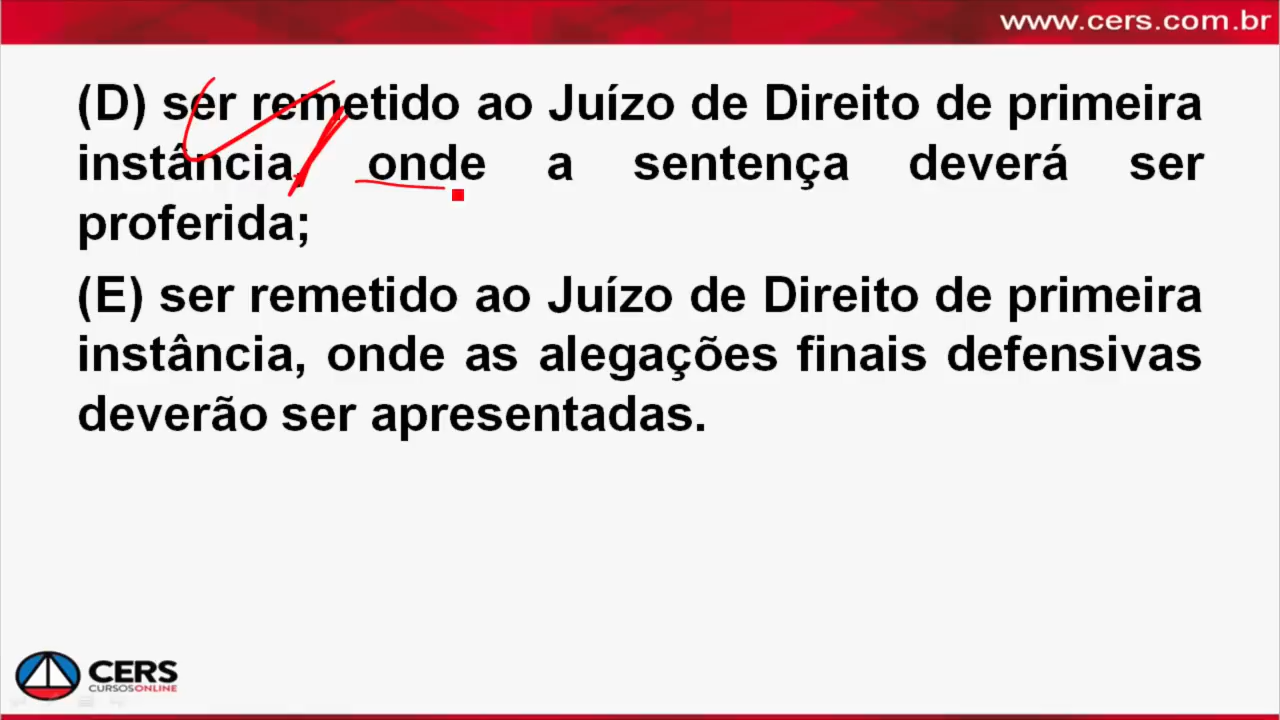 www.cers.com.br
(D) ser remetido ao Juízo de Direito de primeira
instância, onde a sentença deverá ser
proferida;
(E) ser remetido ao Juízo de Direito de primeira
instância, onde as alegações finais defensivas
deverão ser apresentadas.
CERS
CURSOSONLINE